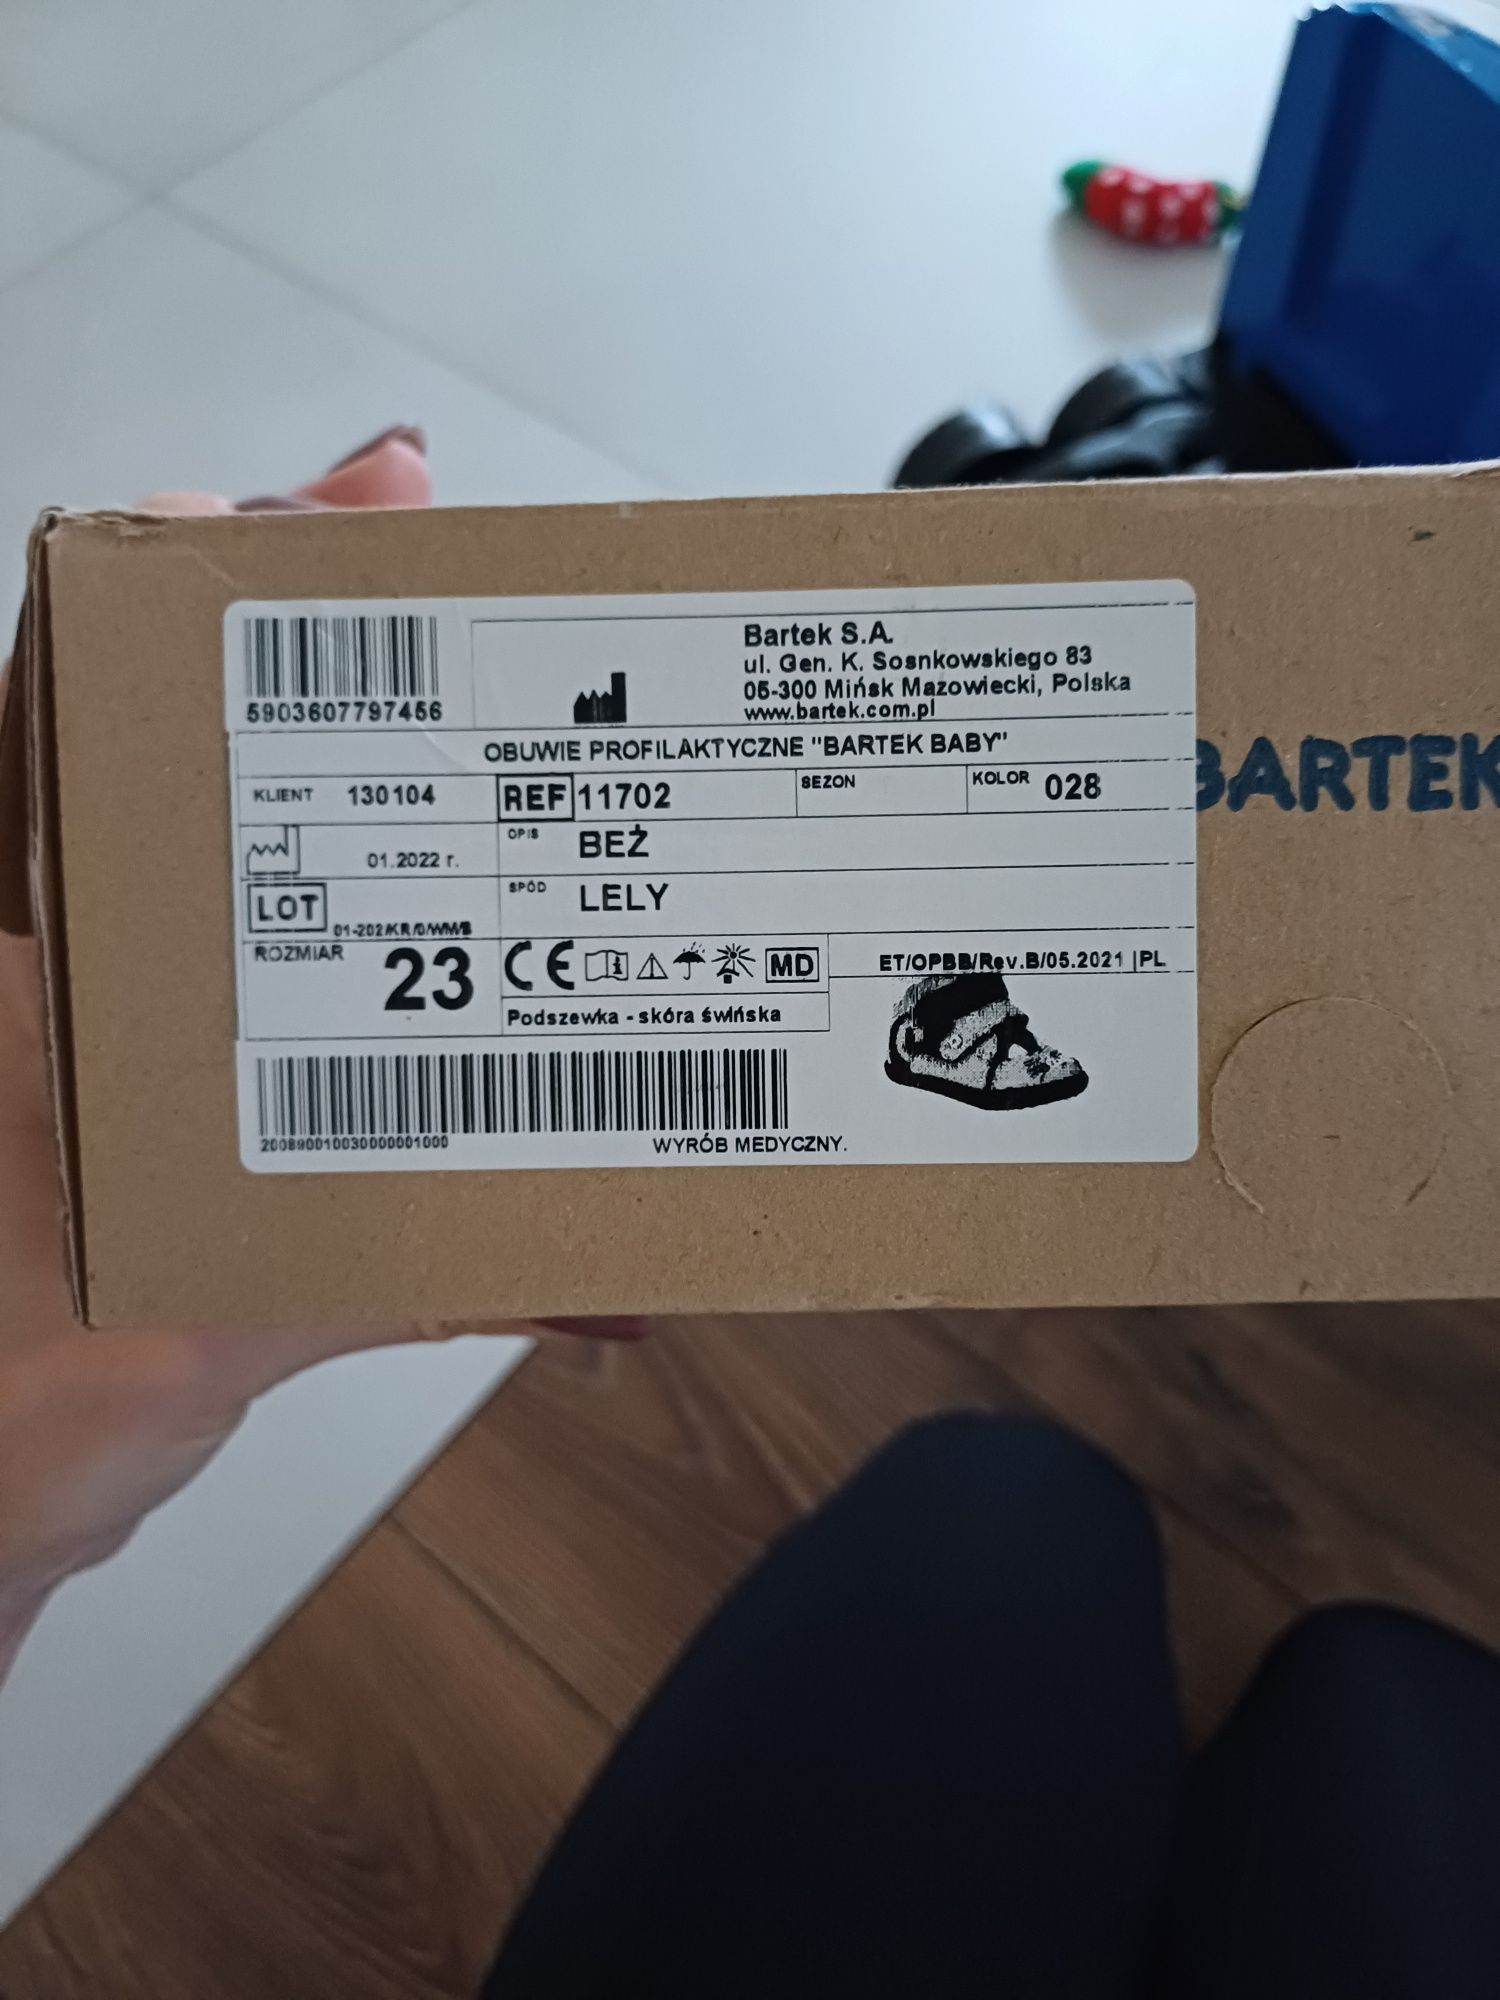 Bartek S.A.
ul. Gen. K. Sosnkowskiego 83
05-300 Mińsk Mazowiecki, Polska
www.bartek.com.pl
5903607797456
OBUWIE PROFILAKTYCZNE "BARTEK BABY"
KLIENT 130104 REF 11702 SEZON KOLOR 028
BARTEK
OPIS BEŻ
01.2022 r.
SPÓD LELY
LOT
ROZMIAR 23
CE MD ET/OPBB/Rev.B/05.2021 |PL
Podszewka - skóra świńska
200890010030000001000
WYRÓB MEDYCZNY.